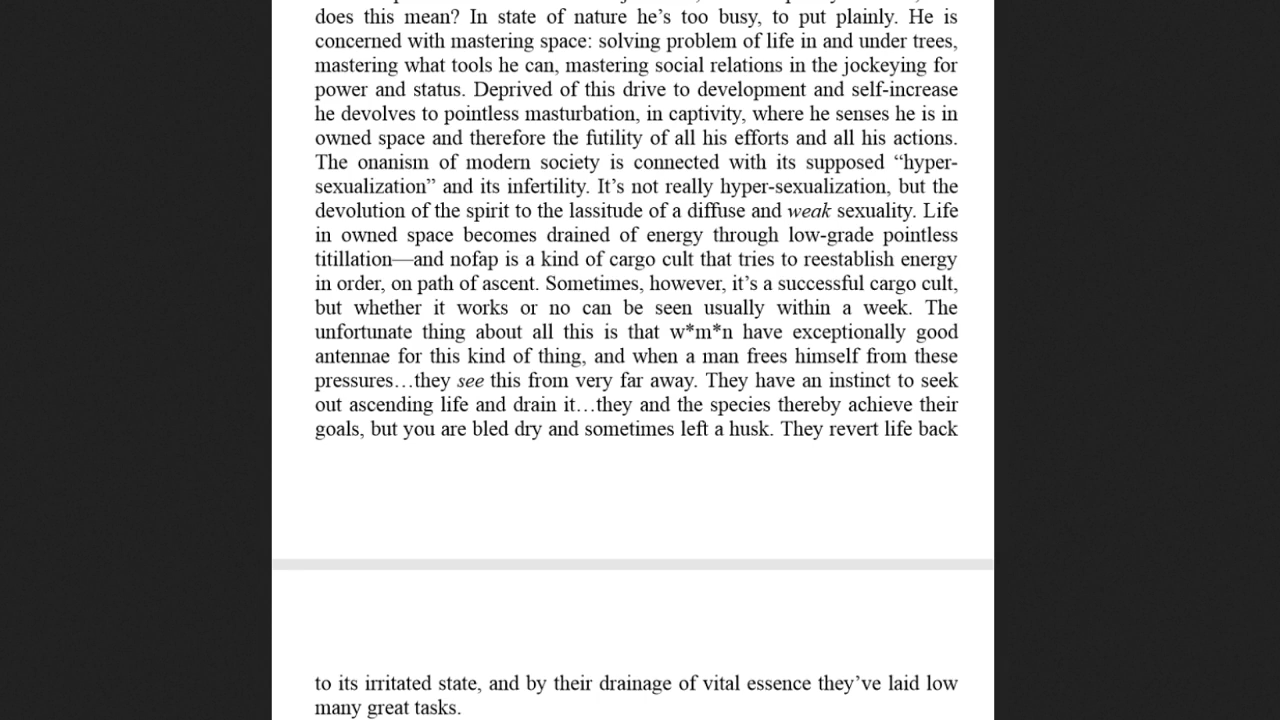 does this mean? In state of nature he’s too busy, to put plainly. He is
concerned with mastering space: solving problem of life in and under trees,
mastering what tools he can, mastering social relations in the jockeying for
power and status. Deprived of this drive to development and self-increase
he devolves to pointless masturbation, in captivity, where he senses he is in
owned space and therefore the futility of all his efforts and all his actions.
The onanism of modern society is connected with its supposed “hyper-
sexualization” and its infertility. It’s not really hyper-sexualization, but the
devolution of the spirit to the lassitude of a diffuse and weak sexuality. Life
in owned space becomes drained of energy through low-grade pointless
titillation—and nofap is a kind of cargo cult that tries to reestablish energy
in order, on path of ascent. Sometimes, however, it’s a successful cargo cult,
but whether it works or no can be seen usually within a week. The
unfortunate thing about all this is that w*m*n have exceptionally good
antennae for this kind of thing, and when a man frees himself from these
pressures…they see this from very far away. They have an instinct to seek
out ascending life and drain it…they and the species thereby achieve their
goals, but you are bled dry and sometimes left a husk. They revert life back
to its irritated state, and by their drainage of vital essence they’ve laid low
many great tasks.